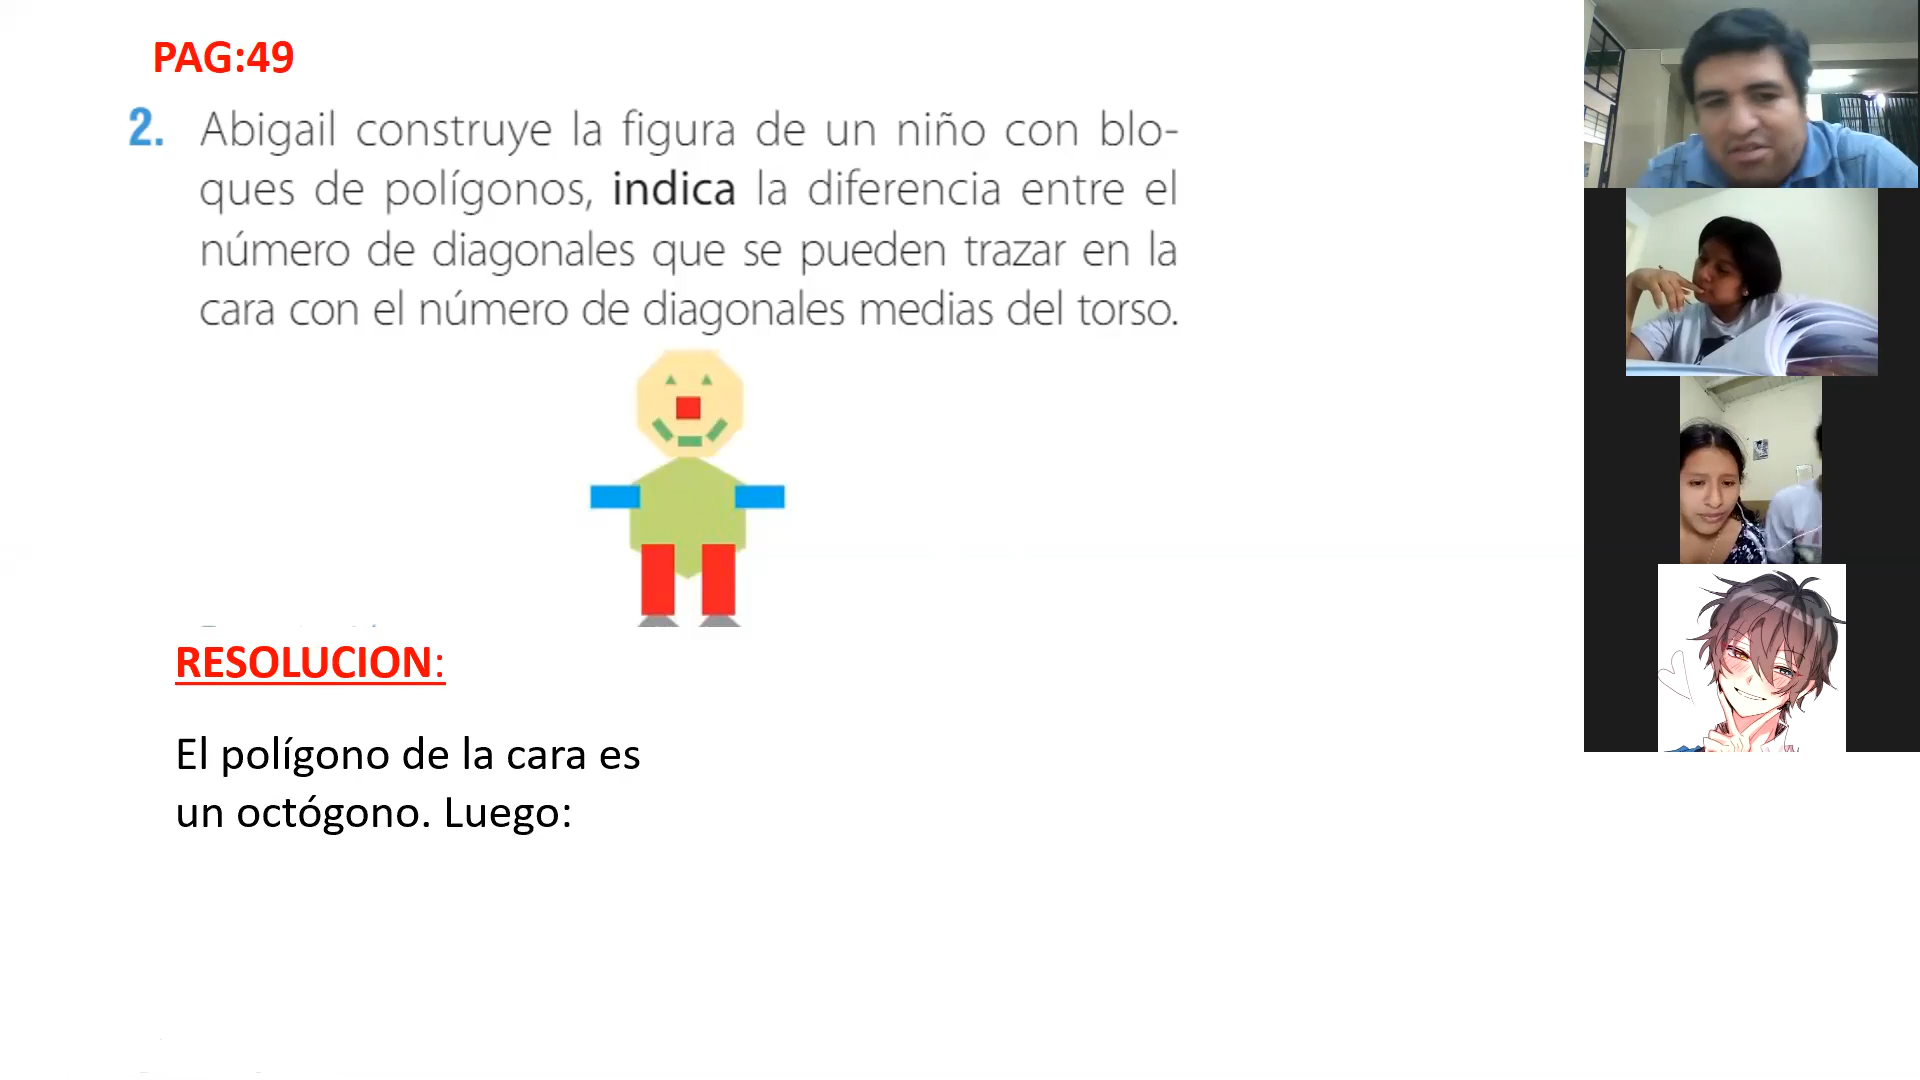 PAG:49
2. Abigail construye la figura de un niño con blo-
ques de polígonos, indica la diferencia entre el
número de diagonales que se pueden trazar en la
cara con el número de diagonales medias del torso.
RESOLUCION:
El polígono de la cara es
un octógono. Luego: